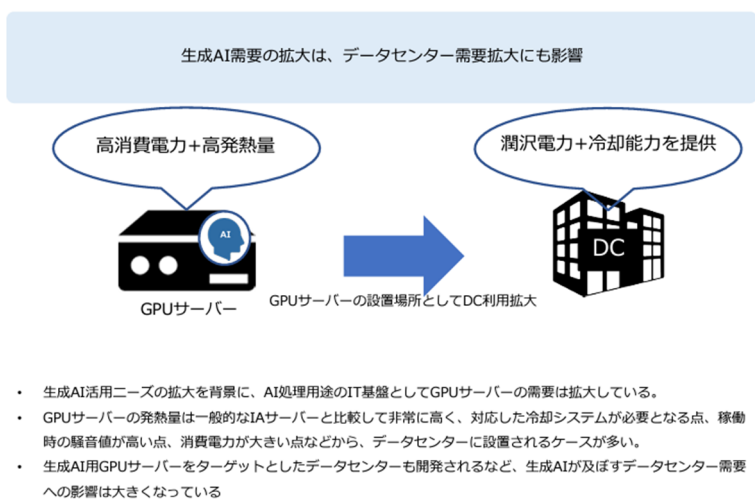 生成AI需要の拡大は、データセンター需要拡大にも影響
高消費電力+高発熱量
潤沢電力+冷却能力を提供
AI
DC
GPUサーバー
GPUサーバーの設置場所としてDC利用拡大
• 生成AI活用ニーズの拡大を背景に、AI処理用途のIT基盤としてGPUサーバーの需要は拡大している。
• GPUサーバーの発熱量は一般的なIAサーバーと比較して非常に高く、対応した冷却システムが必要となる点、稼働
時の騒音値が高い点、消費電力が大きい点などから、データセンターに設置されるケースが多い。
• 生成AI用GPUサーバーをターゲットとしたデータセンターも開発されるなど、生成AIが及ぼすデータセンター需要
への影響は大きくなっている